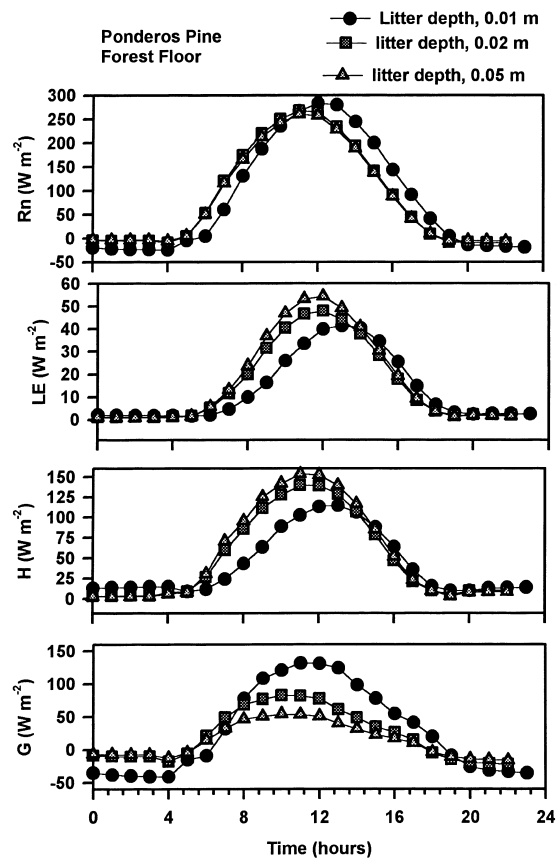 Ponderos Pine
Forest Floor
Litter depth, 0.01 m
litter depth, 0.02 m
litter depth, 0.05 m
Rn (W m-2)
300
250
200
150
100
50
0
-50
LE (W m-2)
60
50
40
30
20
10
0
H (W m-2)
150
125
100
75
50
25
0
G (W m-2)
150
100
50
0
-50
0 4 8 12 16 20 24
Time (hours)